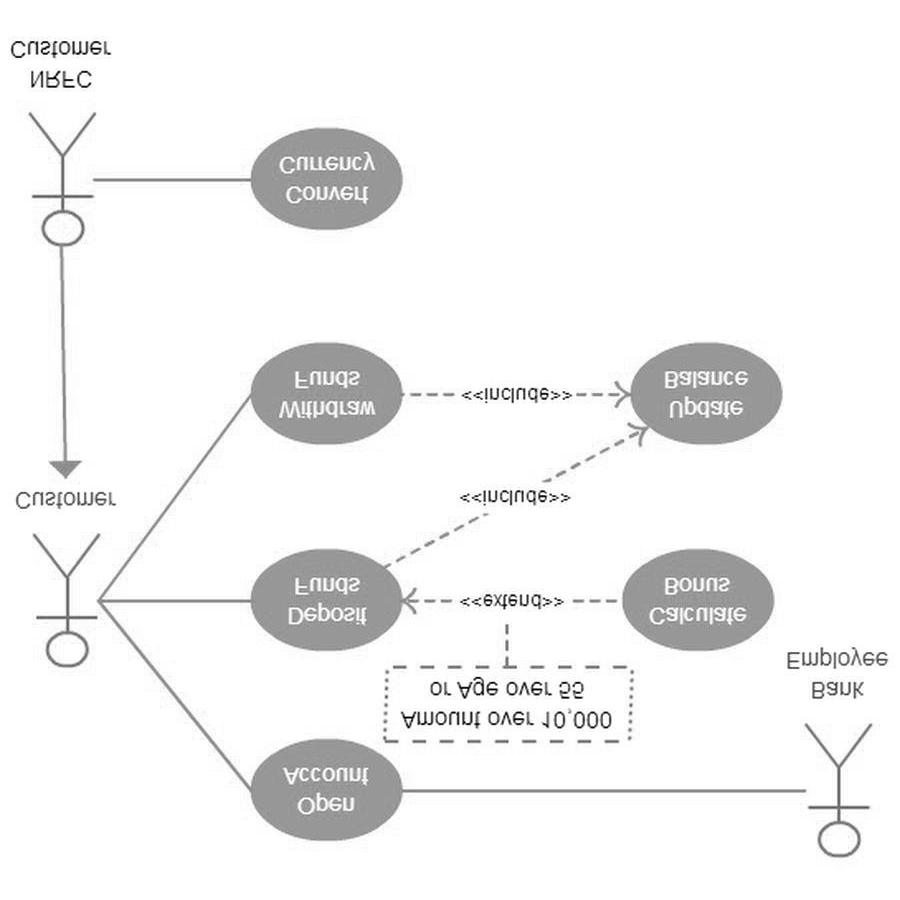 Open
Account
Amount over 10,000
or Age over 55
Bank
Employee
Deposit
Funds
<<extend>>
Calculate
Bonus
Customer
<<include>>
Withdraw
Funds
<<include>>
Update
Balance
Convert
Currency
NRFC
Customer